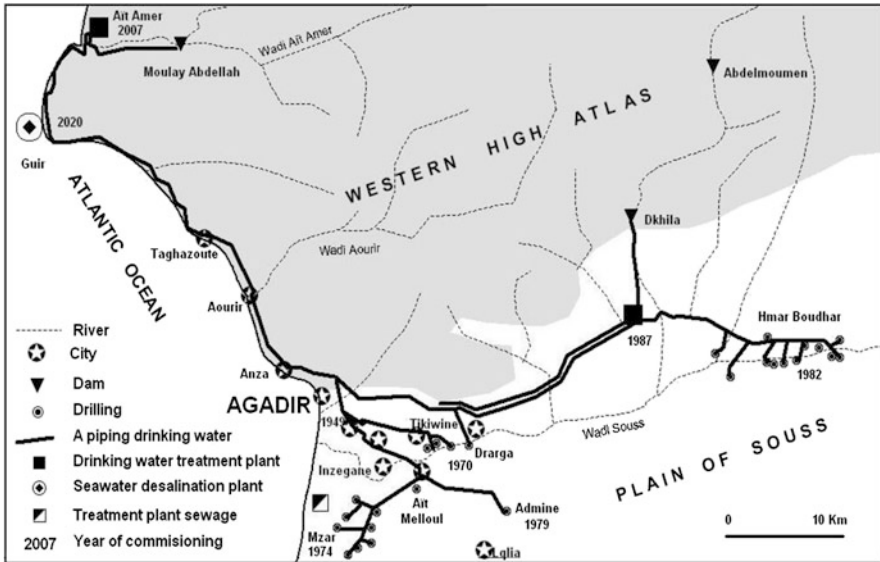 Aït Amer
2007
Wadi Aït Amer
Moulay Abdellah
Abdelmoumen
2020
Guir
WESTERN HIGH ATLAS
ATLANTIC OCEAN
Dkhila
Taghazoute
Wadi Aourir
Aourir
Hmar Boudhar
1987
1982
River
City
Anza
Dam
AGADIR
Drilling
1949
Tikiwine
Wadi Souss
A piping drinking water
Drarga
1970
Drinking water treatment plant
Inzegane
PLAIN OF SOUSS
Seawater desalination plant
Aït
Melloul
Admine
1979
Treatment plant sewage
Mzar
1974
0 10 Km
2007 Year of commisioning
Lqlia